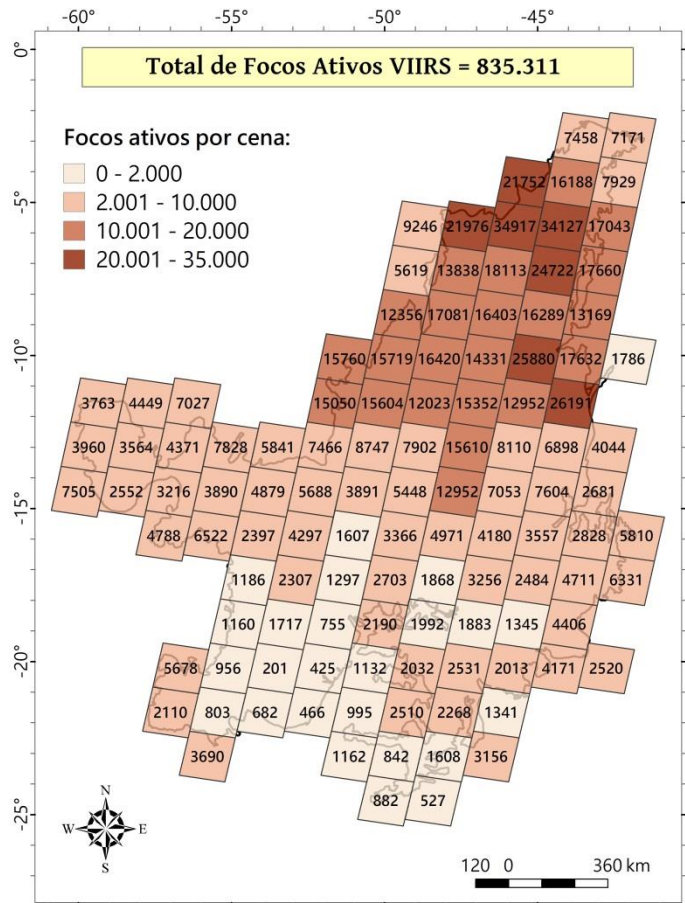 -60° -55° -50° -45°
0°
Total de Focos Ativos VIIRS = 835.311
Focos ativos por cena:
0 - 2.000
2.001 - 10.000
10.001 - 20.000
20.001 - 35.000
7458 7171
21752 16188 7929
-5°
9246 21976 34917 34127 17043
5619 13838 18113 24722 17660
12356 17081 16403 16289 13169
-10°
15760 15719 16420 14331 25880 17632 1786
3763 4449 7027 15050 15604 12023 15352 12952 26191
3960 3564 4371 7828 5841 7466 8747 7902 15610 8110 6898 4044
7505 2552 3216 3890 4879 5688 3891 5448 12952 7053 7604 2681
-15°
4788 6522 2397 4297 1607 3366 4971 4180 3557 2828 5810
1186 2307 1297 2703 1868 3256 2484 4711 6331
1160 1717 755 2190 1992 1883 1345 4406
-20°
5678 956 201 425 1132 2032 2531 2013 4171 2520
2110 803 682 466 995 2510 2268 1341
3690 1162 842 1608 3156
882 527
-25°
N
W E
S
120 0 360 km